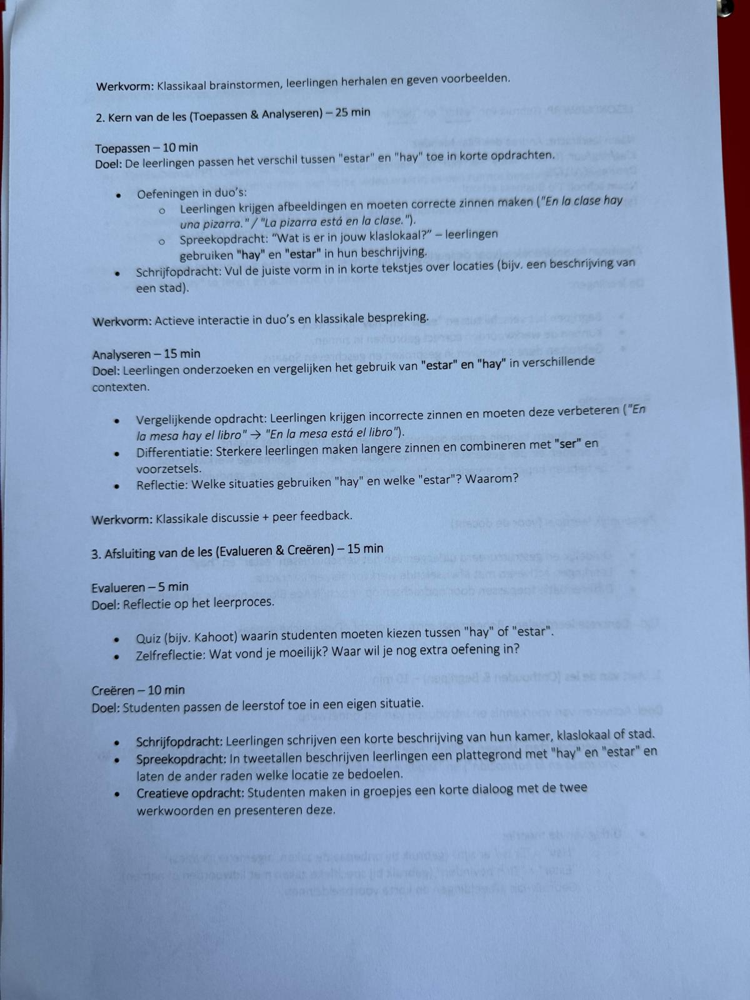 Werkvorm: Klassikaal brainstormen, leerlingen herhalen en geven voorbeelden.
2. Kern van de les (Toepassen & Analyseren) – 25 min
Toepassen – 10 min
Doel: De leerlingen passen het verschil tussen "estar" en "hay" toe in korte opdrachten.
• Oefeningen in duo's:
o Leerlingen krijgen afbeeldingen en moeten correcte zinnen maken ("En la clase hay
una pizarra." / "La pizarra está en la clase.").
o Spreekopdracht: “Wat is er in jouw klaslokaal?” – leerlingen
gebruiken "hay" en "estar" in hun beschrijving.
• Schrijfopdracht: Vul de juiste vorm in in korte tekstjes over locaties (bijv. een beschrijving van
een stad).
Werkvorm: Actieve interactie in duo’s en klassikale bespreking.
Analyseren – 15 min
Doel: Leerlingen onderzoeken en vergelijken het gebruik van "estar" en "hay" in verschillende
contexten.
• Vergelijkende opdracht: Leerlingen krijgen incorrecte zinnen en moeten deze verbeteren ("En
la mesa hay el libro" → "En la mesa está el libro").
• Differentiatie: Sterkere leerlingen maken langere zinnen en combineren met "ser" en
voorzetsels.
• Reflectie: Welke situaties gebruiken "hay" en welke "estar"? Waarom?
Werkvorm: Klassikale discussie + peer feedback.
3. Afsluiting van de les (Evalueren & Creëren) – 15 min
Evalueren – 5 min
Doel: Reflectie op het leerproces.
• Quiz (bijv. Kahoot) waarin studenten moeten kiezen tussen "hay" of "estar".
• Zelfreflectie: Wat vond je moeilijk? Waar wil je nog extra oefening in?
Creëren – 10 min
Doel: Studenten passen de leerstof toe in een eigen situatie.
• Schrijfopdracht: Leerlingen schrijven een korte beschrijving van hun kamer, klaslokaal of stad.
• Spreekopdracht: In tweetallen beschrijven leerlingen een plattegrond met "hay" en "estar" en
laten de ander raden welke locatie ze bedoelen.
• Creatieve opdracht: Studenten maken in groepjes een korte dialoog met de twee
werkwoorden en presenteren deze.